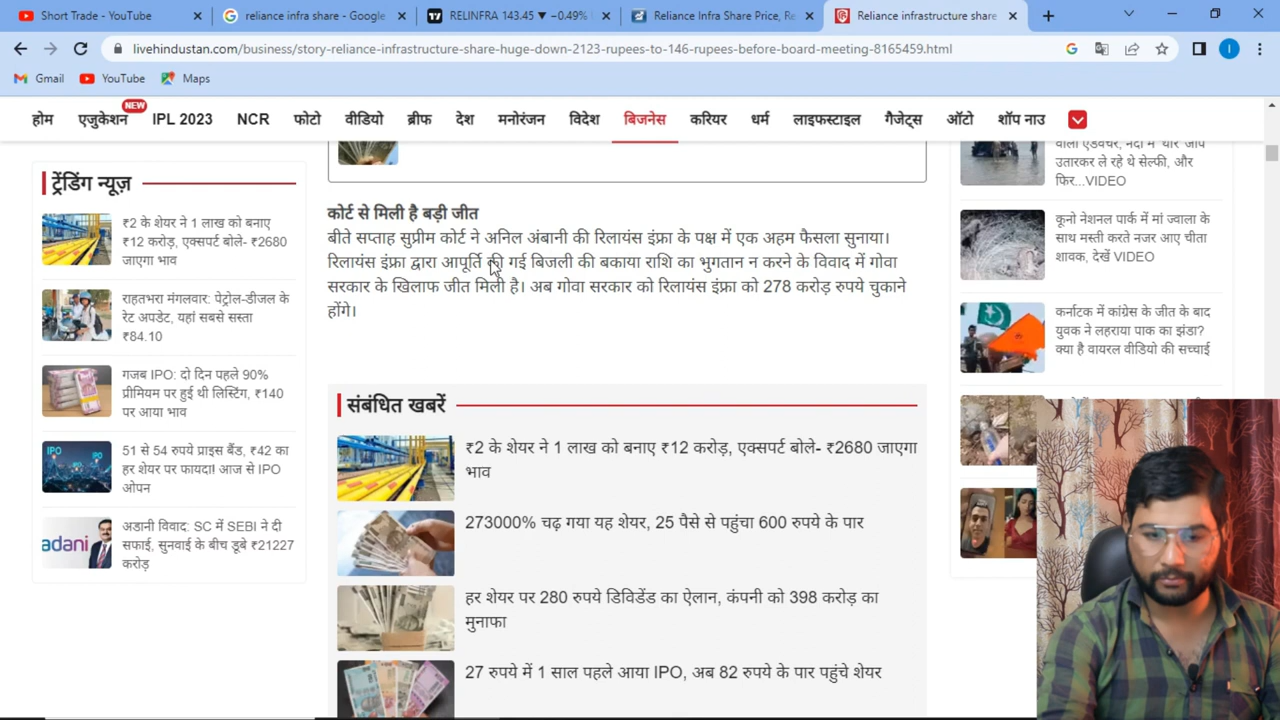 Short Trade - YouTube
reliance infra share - Google
RELINFRA 143.45 ▼ −0.49%
Reliance Infra Share Price, Re
Reliance infrastructure share
livehindustan.com/business/story-reliance-infrastructure-share-huge-down-2123-rupees-to-146-rupees-before-board-meeting-8165459.html
Gmail YouTube Maps
NEW
होम एजुकेशन IPL 2023 NCR फोटो वीडियो ब्रीफ देश मनोरंजन विदेश बिजनेस करियर धर्म लाइफस्टाइल गैजेट्स ऑटो शॉप नाउ
ट्रेंडिंग न्यूज़
₹2 के शेयर ने 1 लाख को बनाए
₹12 करोड़, एक्सपर्ट बोले- ₹2680
जाएगा भाव
राहतभरा मंगलवार: पेट्रोल-डीजल के
रेट अपडेट, यहां सबसे सस्ता
₹84.10
गजब IPO: दो दिन पहले 90%
प्रीमियम पर हुई थी लिस्टिंग, ₹140
पर आया भाव
51 से 54 रुपये प्राइस बैंड, ₹42 का
हर शेयर पर फायदा! आज से IPO
ओपन
अडानी विवाद: SC में SEBI ने दी
सफाई, सुनवाई के बीच डूबे ₹21227
करोड़
कोर्ट से मिली है बड़ी जीत
बीते सप्ताह सुप्रीम कोर्ट ने अनिल अंबानी की रिलायंस इंफ्रा के पक्ष में एक अहम फैसला सुनाया।
रिलायंस इंफ्रा द्वारा आपूर्ति की गई बिजली की बकाया राशि का भुगतान न करने के विवाद में गोवा
सरकार के खिलाफ जीत मिली है। अब गोवा सरकार को रिलायंस इंफ्रा को 278 करोड़ रुपये चुकाने
होंगे।
संबंधित खबरें
₹2 के शेयर ने 1 लाख को बनाए ₹12 करोड़, एक्सपर्ट बोले- ₹2680 जाएगा
भाव
273000% चढ़ गया यह शेयर, 25 पैसे से पहुंचा 600 रुपये के पार
हर शेयर पर 280 रुपये डिविडेंड का ऐलान, कंपनी को 398 करोड़ का
मुनाफा
27 रुपये में 1 साल पहले आया IPO, अब 82 रुपये के पार पहुंचे शेयर
वाला एडवेंचर, नदी में थार
उतारकर ले रहे थे सेल्फी, और
फिर...VIDEO
कूनो नेशनल पार्क में मां ज्वाला के
साथ मस्ती करते नजर आए चीता
शावक, देखें VIDEO
कर्नाटक में कांग्रेस के जीत के बाद
युवक ने लहराया पाक का झंडा?
क्या है वायरल वीडियो की सच्चाई
IPO
adani